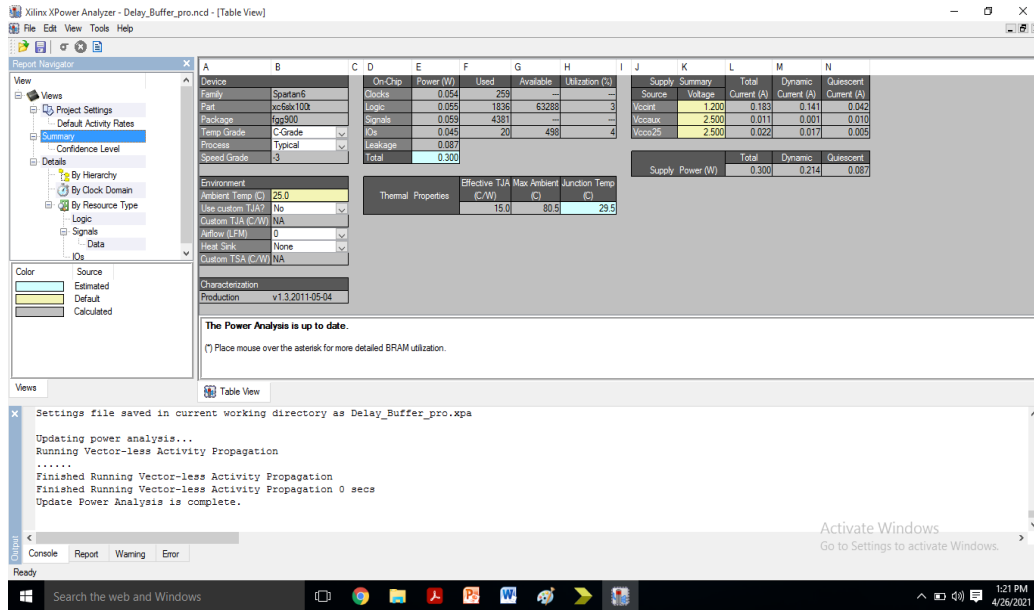 Xilinx XPower Analyzer - Delay_Buffer_pro.ncd - [Table View]
File Edit View Tools Help
Report Navigator
View
Views
Project Settings
Default Activity Rates
Summary
Confidence Level
Details
By Hierarchy
By Clock Domain
By Resource Type
Logic
Signals
Data
IOs
Color Source
Estimated
Default
Calculated
Views
A B C D E F G H I J K L M N
Device
Family Spartan6
Part xc6slx100t
Package fgg900
Temp Grade C-Grade
Process Typical
Speed Grade -3
Environment
Ambient Temp (C) 25.0
Use custom TJA? No
Custom TJA (C/W) NA
Airflow (LFM) 0
Heat Sink None
Custom TSA (C/W) NA
Characterization
Production v1.3,2011-05-04
On-Chip Power (W) Used Available Utilization (%)
Clocks 0.054 259 --- ---
Logic 0.055 1836 63288 3
Signals 0.059 4381 --- ---
IOs 0.045 20 498 4
Leakage 0.087
Total 0.300
Effective TJA Max Ambient Junction Temp
Thermal Properties (C/W) (C) (C)
15.0 80.5 29.5
Supply Summary Total Dynamic Quiescent
Source Voltage Current (A) Current (A) Current (A)
Vccint 1.200 0.183 0.141 0.042
Vccaux 2.500 0.011 0.001 0.010
Vcco25 2.500 0.022 0.017 0.005
Total Dynamic Quiescent
Supply Power (W) 0.300 0.214 0.087
The Power Analysis is up to date.
(*) Place mouse over the asterisk for more detailed BRAM utilization.
Table View
Settings file saved in current working directory as Delay_Buffer_pro.xpa
Updating power analysis...
Running Vector-less Activity Propagation
......
Finished Running Vector-less Activity Propagation
Finished Running Vector-less Activity Propagation 0 secs
Update Power Analysis is complete.
Output
Console Report Warning Error
Ready
Activate Windows
Go to Settings to activate Windows.
Search the web and Windows
1:21 PM
4/26/2021